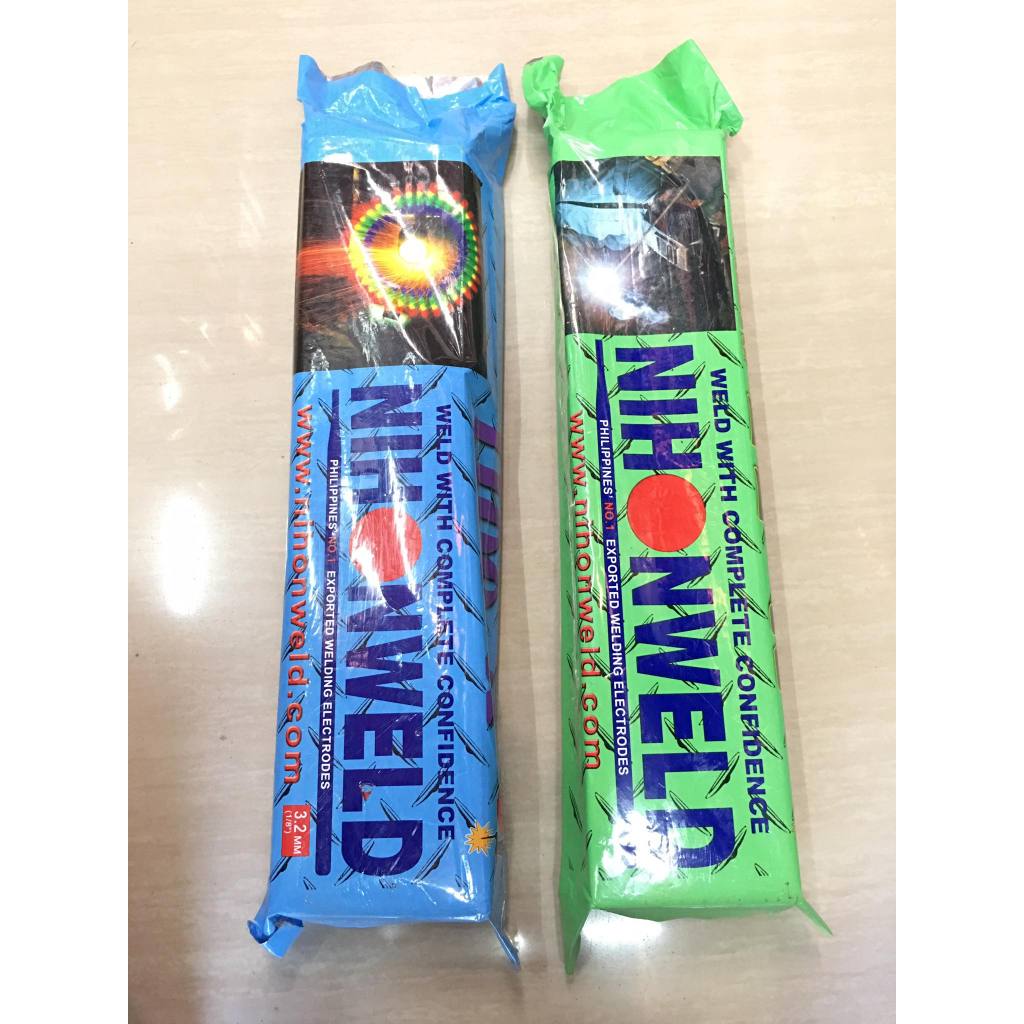 WELD WITH COMPLETE CONFIDENCE
NIHONWELD
PHILIPPINES' NO.1 EXPORTED WELDING ELECTRODES
www.nihonweld.com
3.2 MM
(1/8")
WELD WITH COMPLETE CONFIDENCE
NIHONWELD
PHILIPPINES' NO.1 EXPORTED WELDING ELECTRODES
www.nihonweld.com